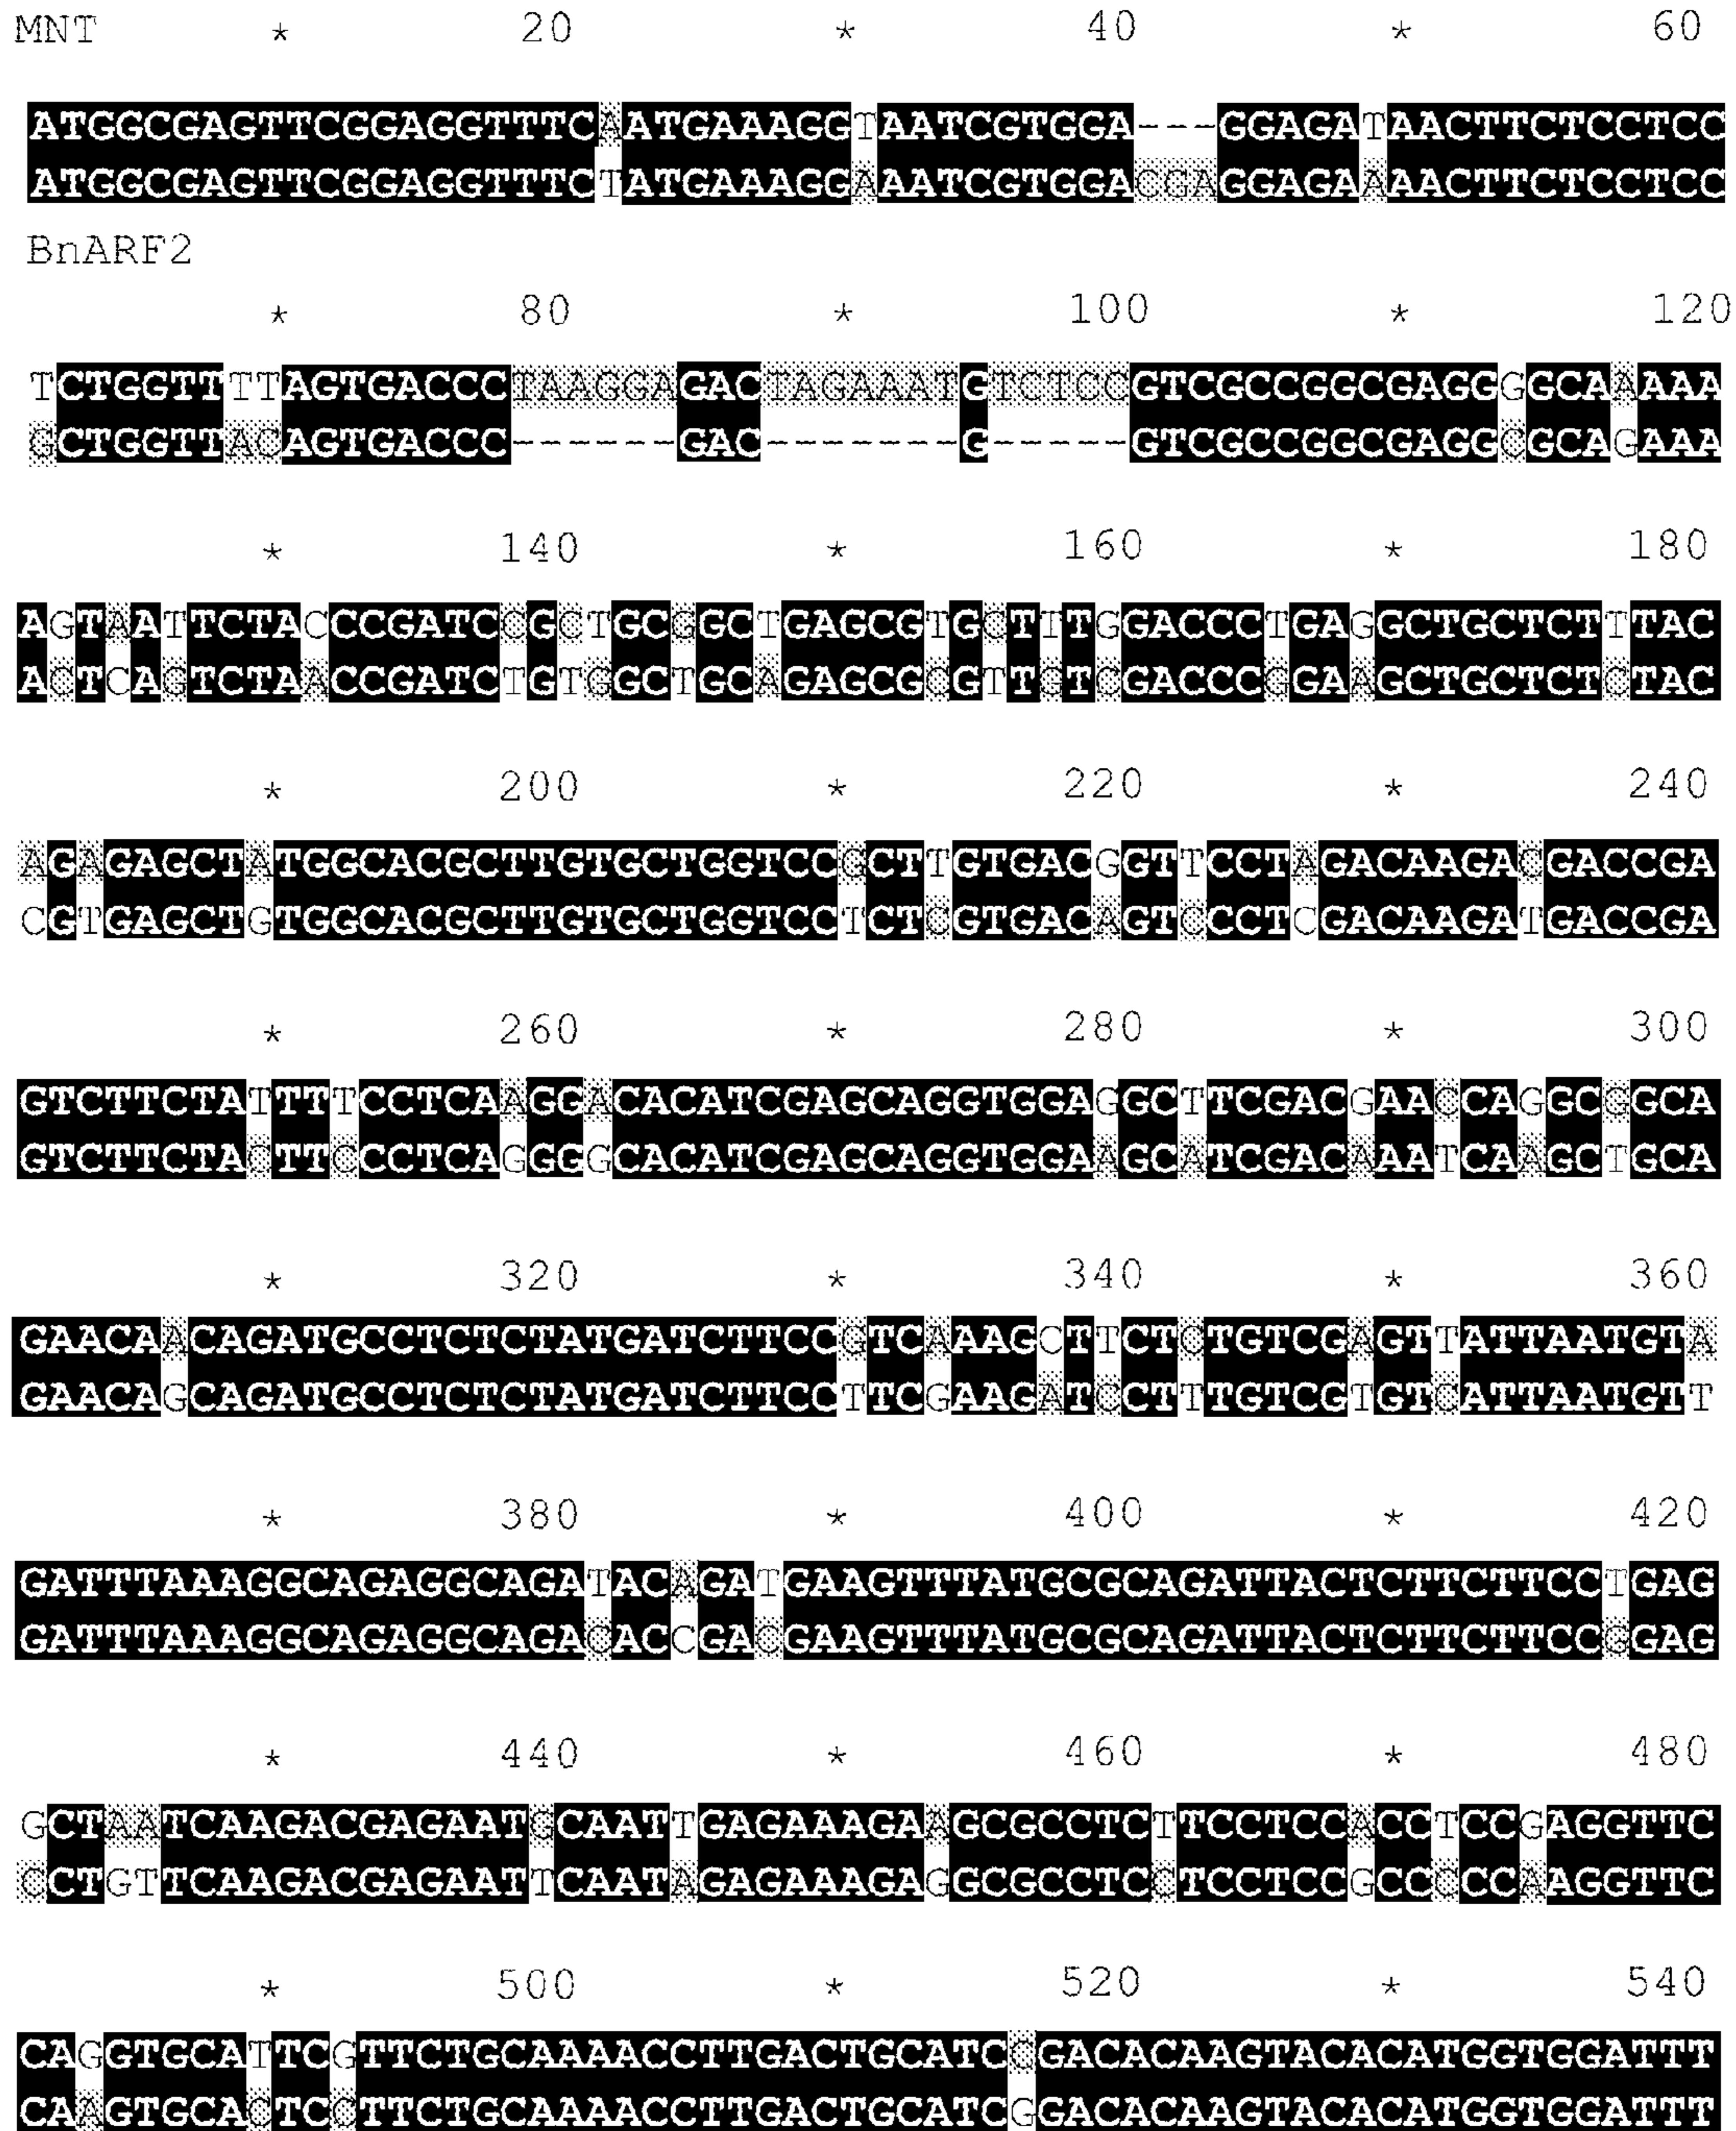 MNT * 20 * 40 * 60
ATGGCGAGTTCGGAGGTTTCAATGAAAGGTAATCGTGGA---GGAGATAACTTCTCCTCC
ATGGCGAGTTCGGAGGTTTCTATGAAAGGAAATCGTGGACGAGGAGAAAACTTCTCCTCC
BnARF2
* 80 * 100 * 120
TCTGGTTTTAGTGACCCTAAGGAGACTAGAAATGTCTCCGTCGCCGGCGAGGGGCAAAAA
GCTGGTTACAGTGACCC------GAC-------G-----GTCGCCGGCGAGGCGCAGAAA
* 140 * 160 * 180
AGTAATTCTACCCGATCCGCTGCGGCTGAGCGTGCTTTGGACCCTGAGGCTGCTCTTTAC
ACTCAGTCTAACCGATCTGTGGCTGCAGAGCGCGTTGTCGACCCGGAAGCTGCTCTCTAC
* 200 * 220 * 240
AGAGAGCTATGGCACGCTTGTGCTGGTCCGCTTGTGACGGTTCCTAGACAAGACGACCGA
CGTGAGCTGTGGCACGCTTGTGCTGGTCCTCTCGTGACAGTCCCTCGACAAGATGACCGA
* 260 * 280 * 300
GTCTTCTATTTTCCTCAAGGACACATCGAGCAGGTGGAGGCTTCGACGAACCAGGCGGCA
GTCTTCTACTTCCCTCAGGGGCACATCGAGCAGGTGGAAGCATCGACAAATCAAGCTGCA
* 320 * 340 * 360
GAACAACAGATGCCTCTCTATGATCTTCCGTCAAAGCTTCTCTGTCGAGTTATTAATGTA
GAACAGCAGATGCCTCTCTATGATCTTCCTTCGAAGATCCTTTGTCGTGTCATTAATGTT
* 380 * 400 * 420
GATTTAAAGGCAGAGGCAGATACAGATGAAGTTTATGCGCAGATTACTCTTCTTCCTGAG
GATTTAAAGGCAGAGGCAGACACCGACGAAGTTTATGCGCAGATTACTCTTCTTCCGGAG
* 440 * 460 * 480
GCTAATCAAGACGAGAATGCAATTGAGAAAGAAGCGCCTCTTCCTCCACCTCCGAGGTTC
CCTGTTCAAGACGAGAATTCAATAGAGAAAGAGGCGCCTCCTCCTCCGCCCCCAAGGTTC
* 500 * 520 * 540
CAGGTGCATTCGTTCTGCAAAACCTTGACTGCATCCGACACAAGTACACATGGTGGATTT
CAAGTGCACTCCTTCTGCAAAACCTTGACTGCATCGGACACAAGTACACATGGTGGATTT